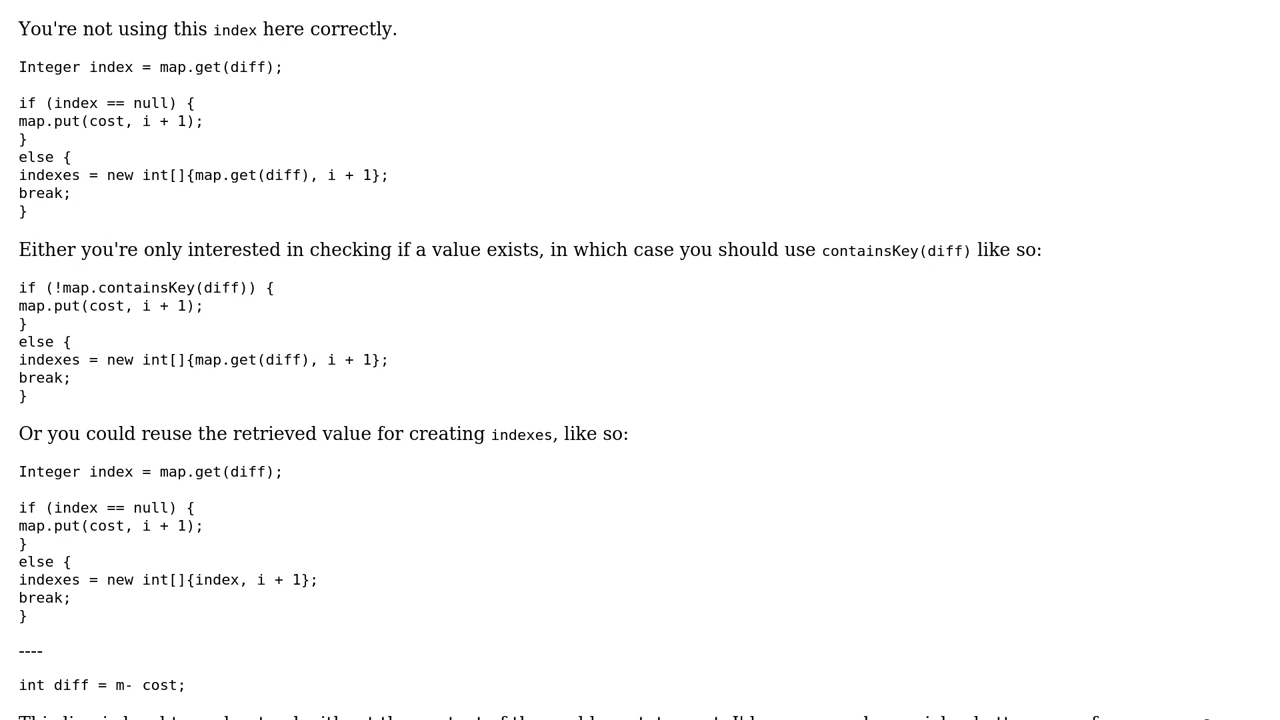 You're not using this index here correctly.
Integer index = map.get(diff);
if (index == null) {
map.put(cost, i + 1);
}
else {
indexes = new int[]{map.get(diff), i + 1};
break;
}
Either you're only interested in checking if a value exists, in which case you should use containsKey(diff) like so:
if (!map.containsKey(diff)) {
map.put(cost, i + 1);
}
else {
indexes = new int[]{map.get(diff), i + 1};
break;
}
Or you could reuse the retrieved value for creating indexes, like so:
Integer index = map.get(diff);
if (index == null) {
map.put(cost, i + 1);
}
else {
indexes = new int[]{index, i + 1};
break;
}
----
int diff = m- cost;